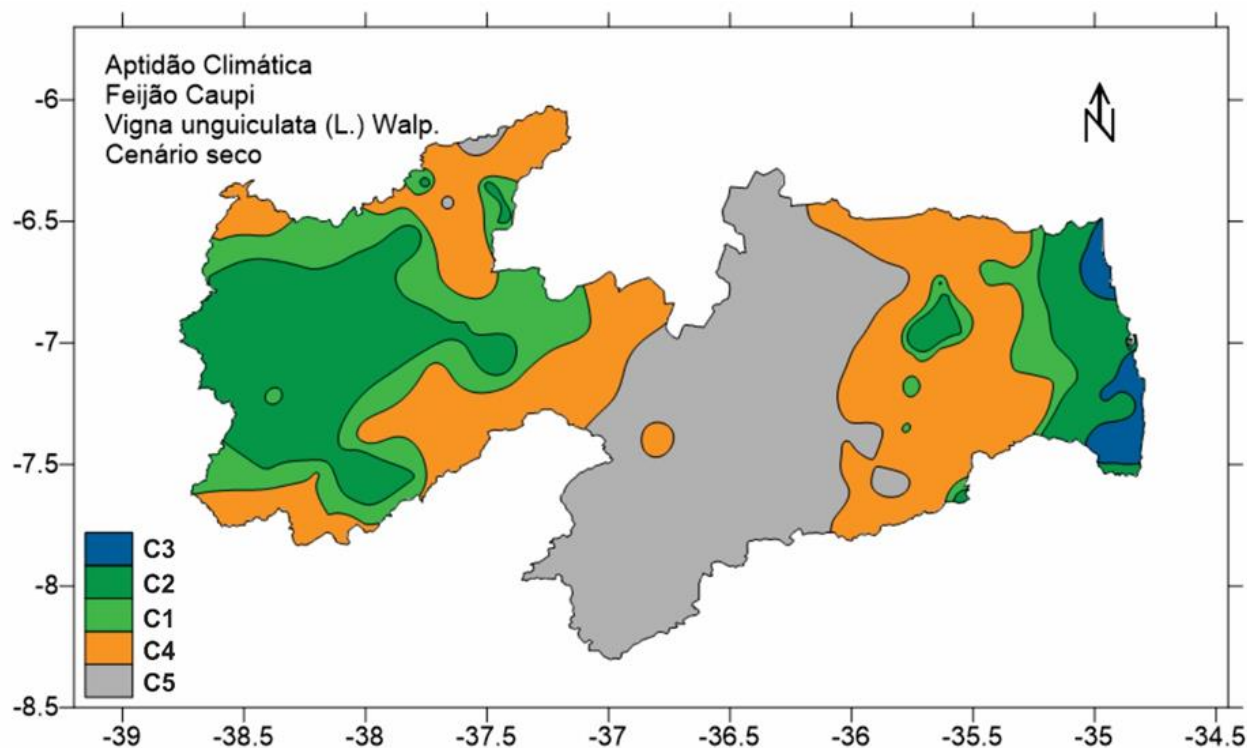 Aptidão Climática
Feijão Caupi
Vigna unguiculata (L.) Walp.
Cenário seco
N
-6
-6.5
-7
-7.5
-8
-8.5
C3
C2
C1
C4
C5
-39
-38.5
-38
-37.5
-37
-36.5
-36
-35.5
-35
-34.5